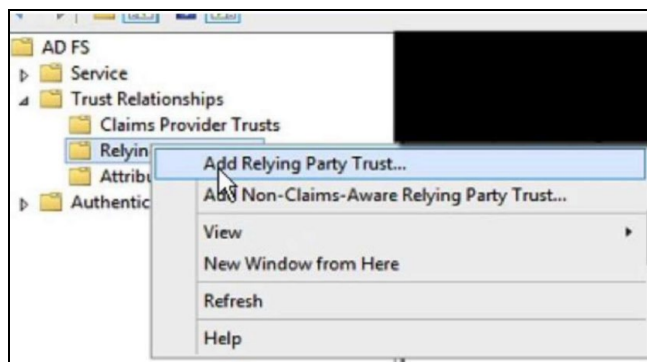 AD FS
Service
Trust Relationships
Claims Provider Trusts
Relyin
Attribu
Authentic
Add Relying Party Trust...
Add Non-Claims-Aware Relying Party Trust...
View
New Window from Here
Refresh
Help